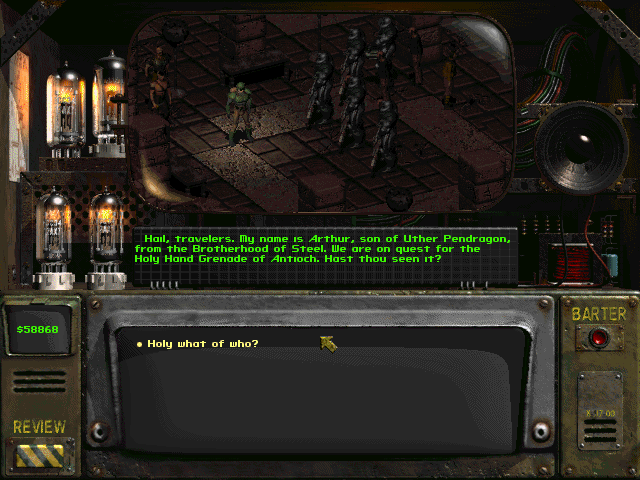 Hail, travelers. My name is Arthur, son of Uther Pendragon,
from the Brotherhood of Steel. We are on quest for the
Holy Hand Grenade of Antioch. Hast thou seen it?
$58868
BARTER
• Holy what of who?
REVIEW